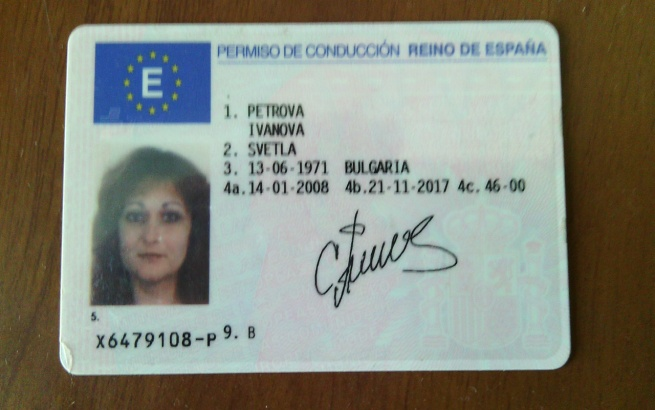 E
PERMISO DE CONDUCCIÓN REINO DE ESPAÑA
1. PETROVA
IVANOVA
2. SVETLA
3. 13-06-1971 BULGARIA
4a.14-01-2008 4b.21-11-2017 4c.46-00
5.
X6479108-P 9. B